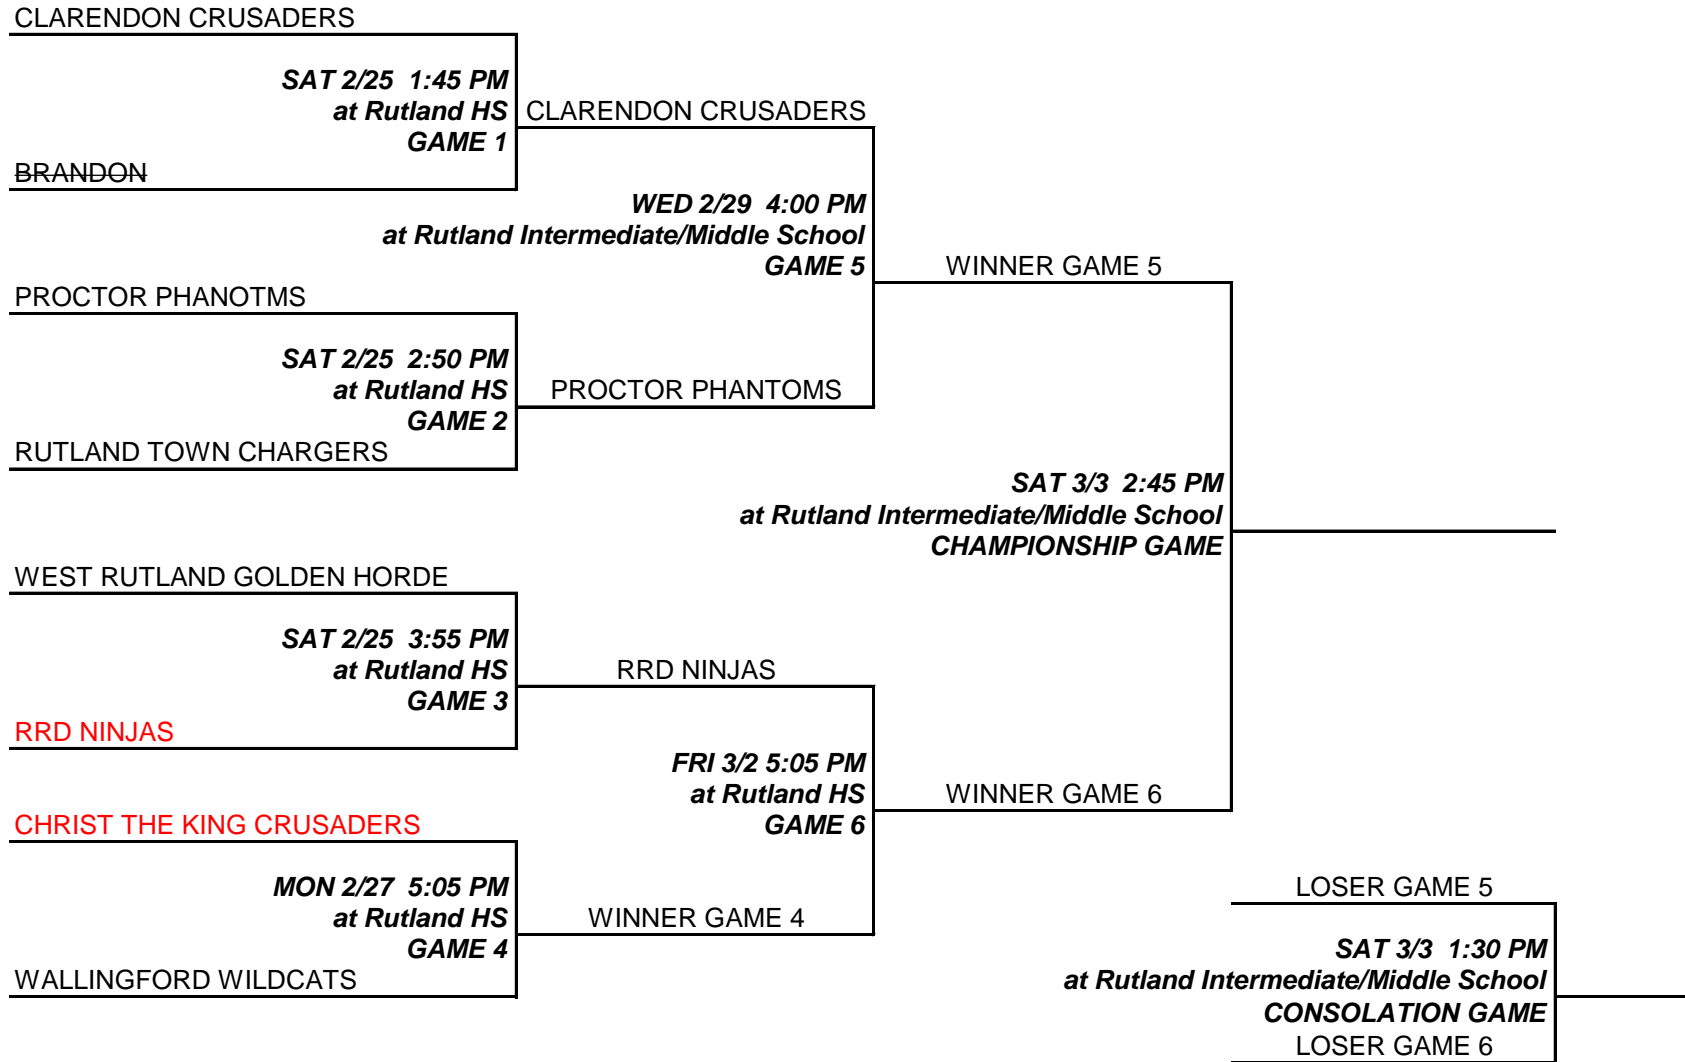 CLARENDON CRUSADERS
SAT 2/25 1:45 PM
at Rutland HS
GAME 1
CLARENDON CRUSADERS
BRANDON
WED 2/29 4:00 PM
at Rutland Intermediate/Middle School
GAME 5
WINNER GAME 5
PROCTOR PHANOTMS
SAT 2/25 2:50 PM
at Rutland HS
GAME 2
PROCTOR PHANTOMS
RUTLAND TOWN CHARGERS
SAT 3/3 2:45 PM
at Rutland Intermediate/Middle School
CHAMPIONSHIP GAME
WEST RUTLAND GOLDEN HORDE
SAT 2/25 3:55 PM
at Rutland HS
GAME 3
RRD NINJAS
RRD NINJAS
FRI 3/2 5:05 PM
at Rutland HS
GAME 6
WINNER GAME 6
CHRIST THE KING CRUSADERS
MON 2/27 5:05 PM
at Rutland HS
GAME 4
WINNER GAME 4
WALLINGFORD WILDCATS
LOSER GAME 5
SAT 3/3 1:30 PM
at Rutland Intermediate/Middle School
CONSOLATION GAME
LOSER GAME 6